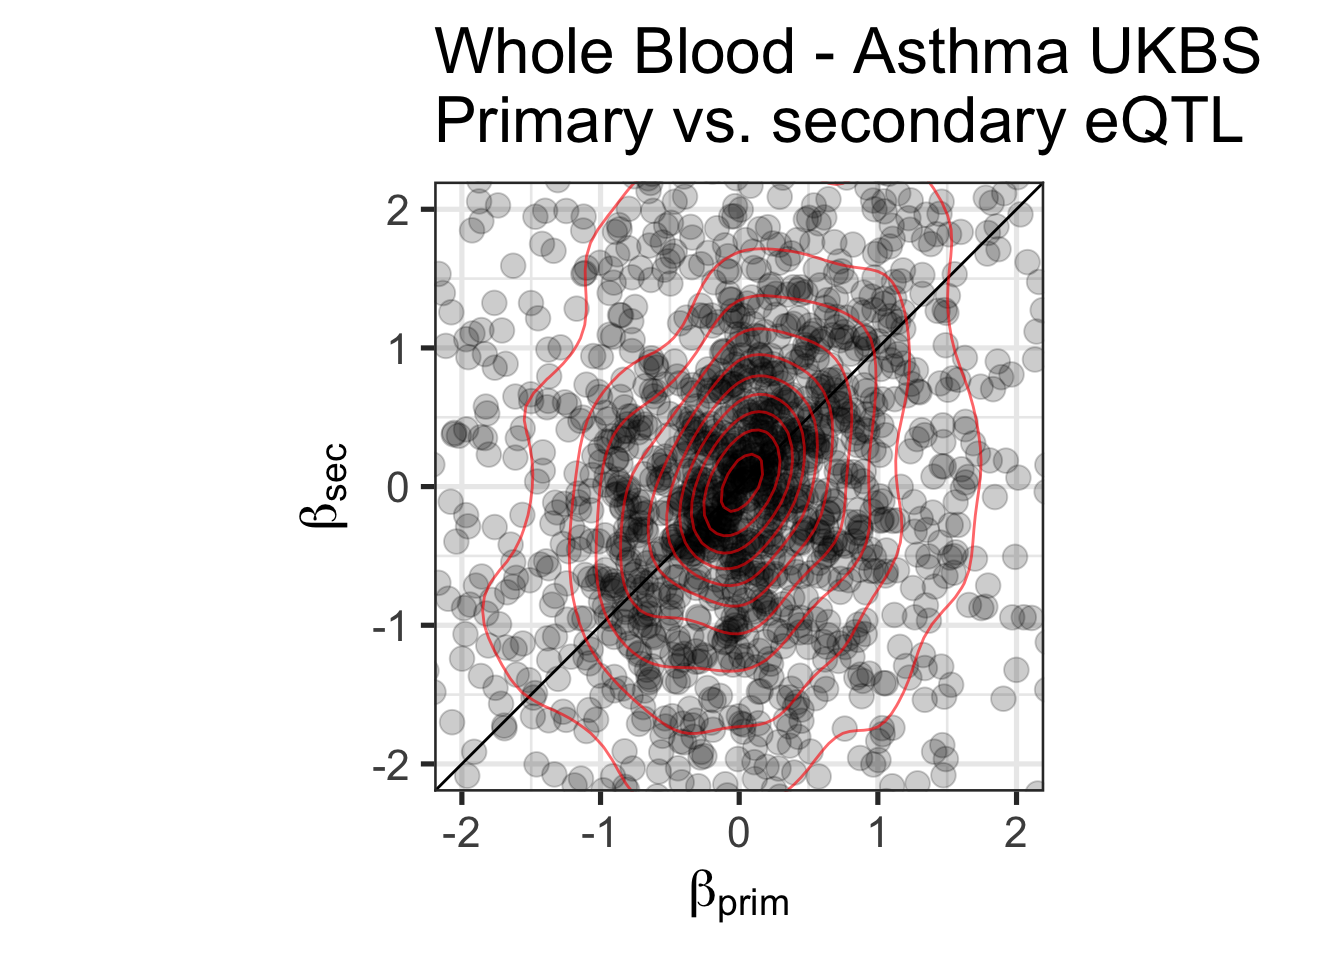 Whole Blood - Asthma UKBS
Primary vs. secondary eQTL
2
1
0
-1
-2
βsec
-2 -1 0 1 2
βprim